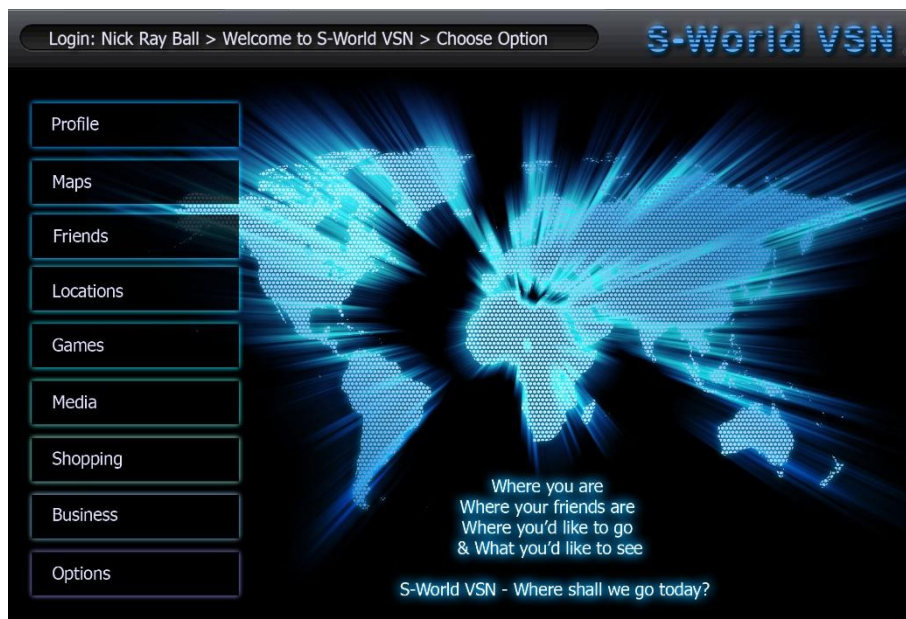 Login: Nick Ray Ball > Welcome to S-World VSN > Choose Option
S-World VSN
Profile
Maps
Friends
Locations
Games
Media
Shopping
Business
Options
Where you are
Where your friends are
Where you'd like to go
& What you'd like to see
S-World VSN - Where shall we go today?